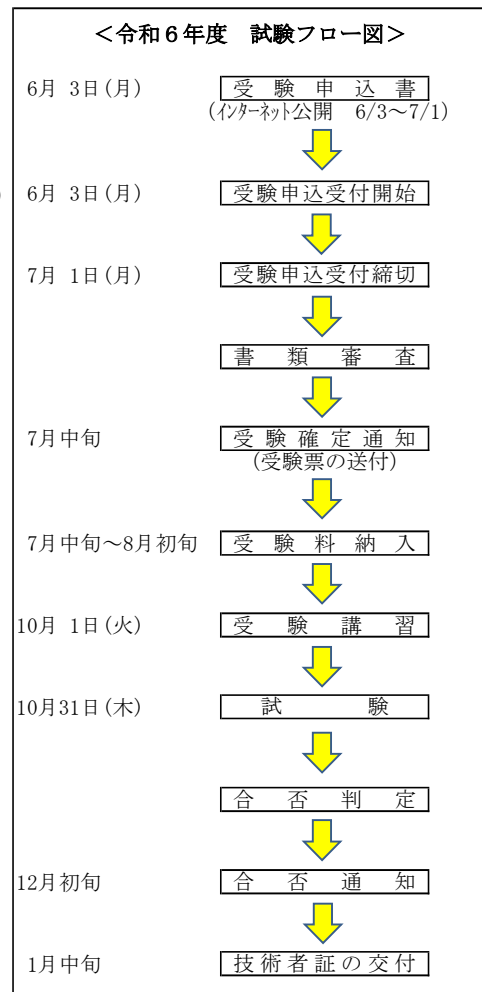 ＜令和６年度　試験フロー図＞
6月 3日(月) 受験申込書
(インターネット公開 6/3～7/1)
6月 3日(月) 受験申込受付開始
7月 1日(月) 受験申込受付締切
書類審査
7月中旬 受験確定通知
(受験票の送付)
7月中旬～8月初旬 受験料納入
10月 1日(火) 受験講習
10月31日(木) 試験
合否判定
12月初旬 合否通知
1月中旬 技術者証の交付